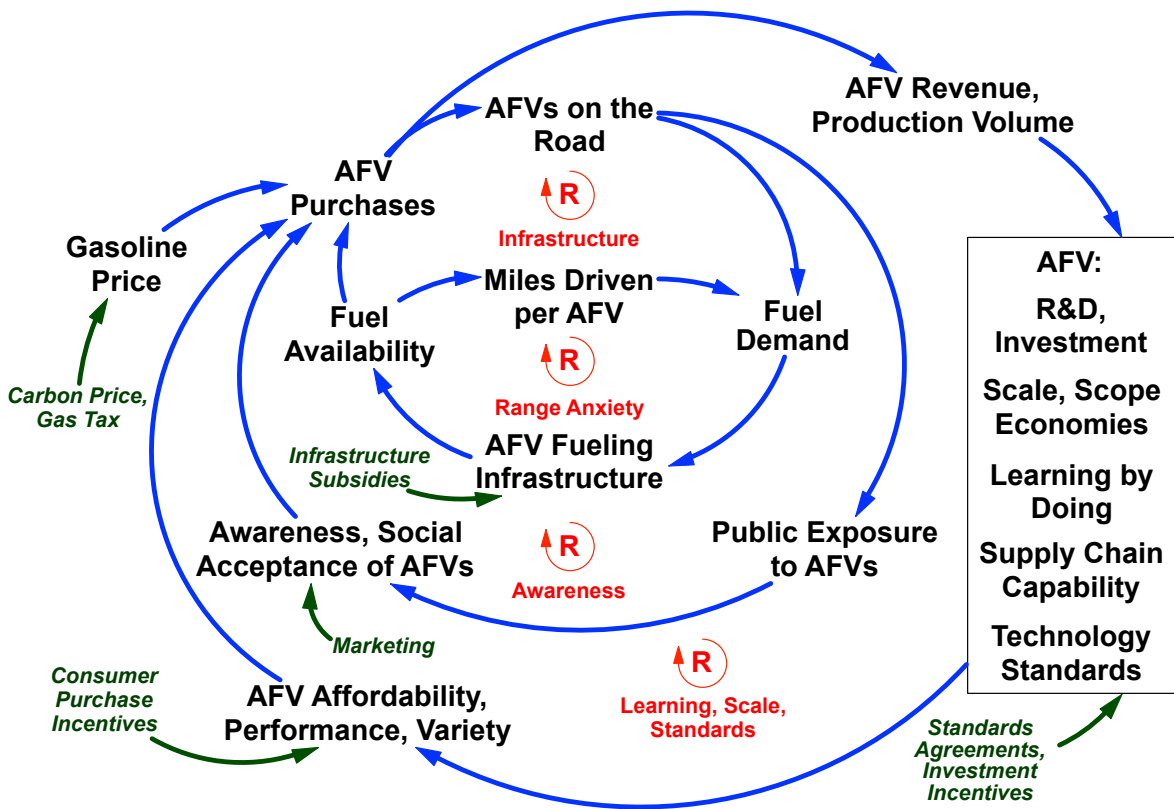 AFV Revenue,
Production Volume
AFVs on the
Road
AFV
Purchases
R
Infrastructure
Gasoline
Price
Miles Driven
per AFV
Fuel
Availability
Fuel
Demand
R
Range Anxiety
Carbon Price,
Gas Tax
AFV Fueling
Infrastructure
Infrastructure
Subsidies
Awareness, Social
Acceptance of AFVs
R
Awareness
Public Exposure
to AFVs
Marketing
R
Learning, Scale,
Standards
Consumer
Purchase
Incentives
AFV Affordability,
Performance, Variety
AFV:
R&D,
Investment
Scale, Scope
Economies
Learning by
Doing
Supply Chain
Capability
Technology
Standards
Standards
Agreements,
Investment
Incentives